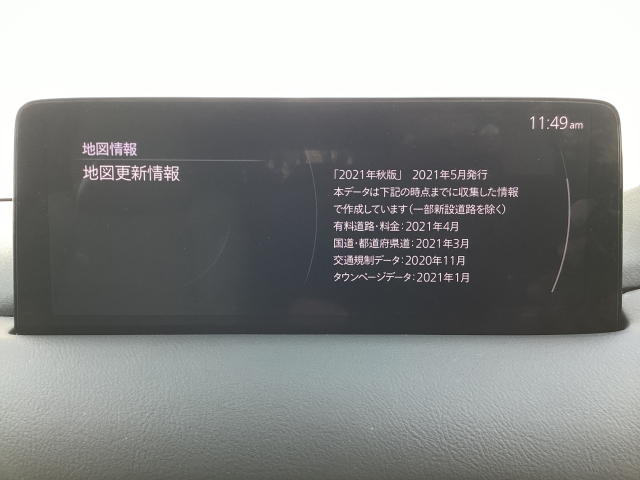 11:49am
地図情報
地図更新情報
「2021年秋版」 2021年5月発行
本データは下記の時点までに収集した情報
で作成しています(一部新設道路を除く)
有料道路・料金：2021年4月
国道・都道府県道：2021年3月
交通規制データ：2020年11月
タウンページデータ：2021年1月